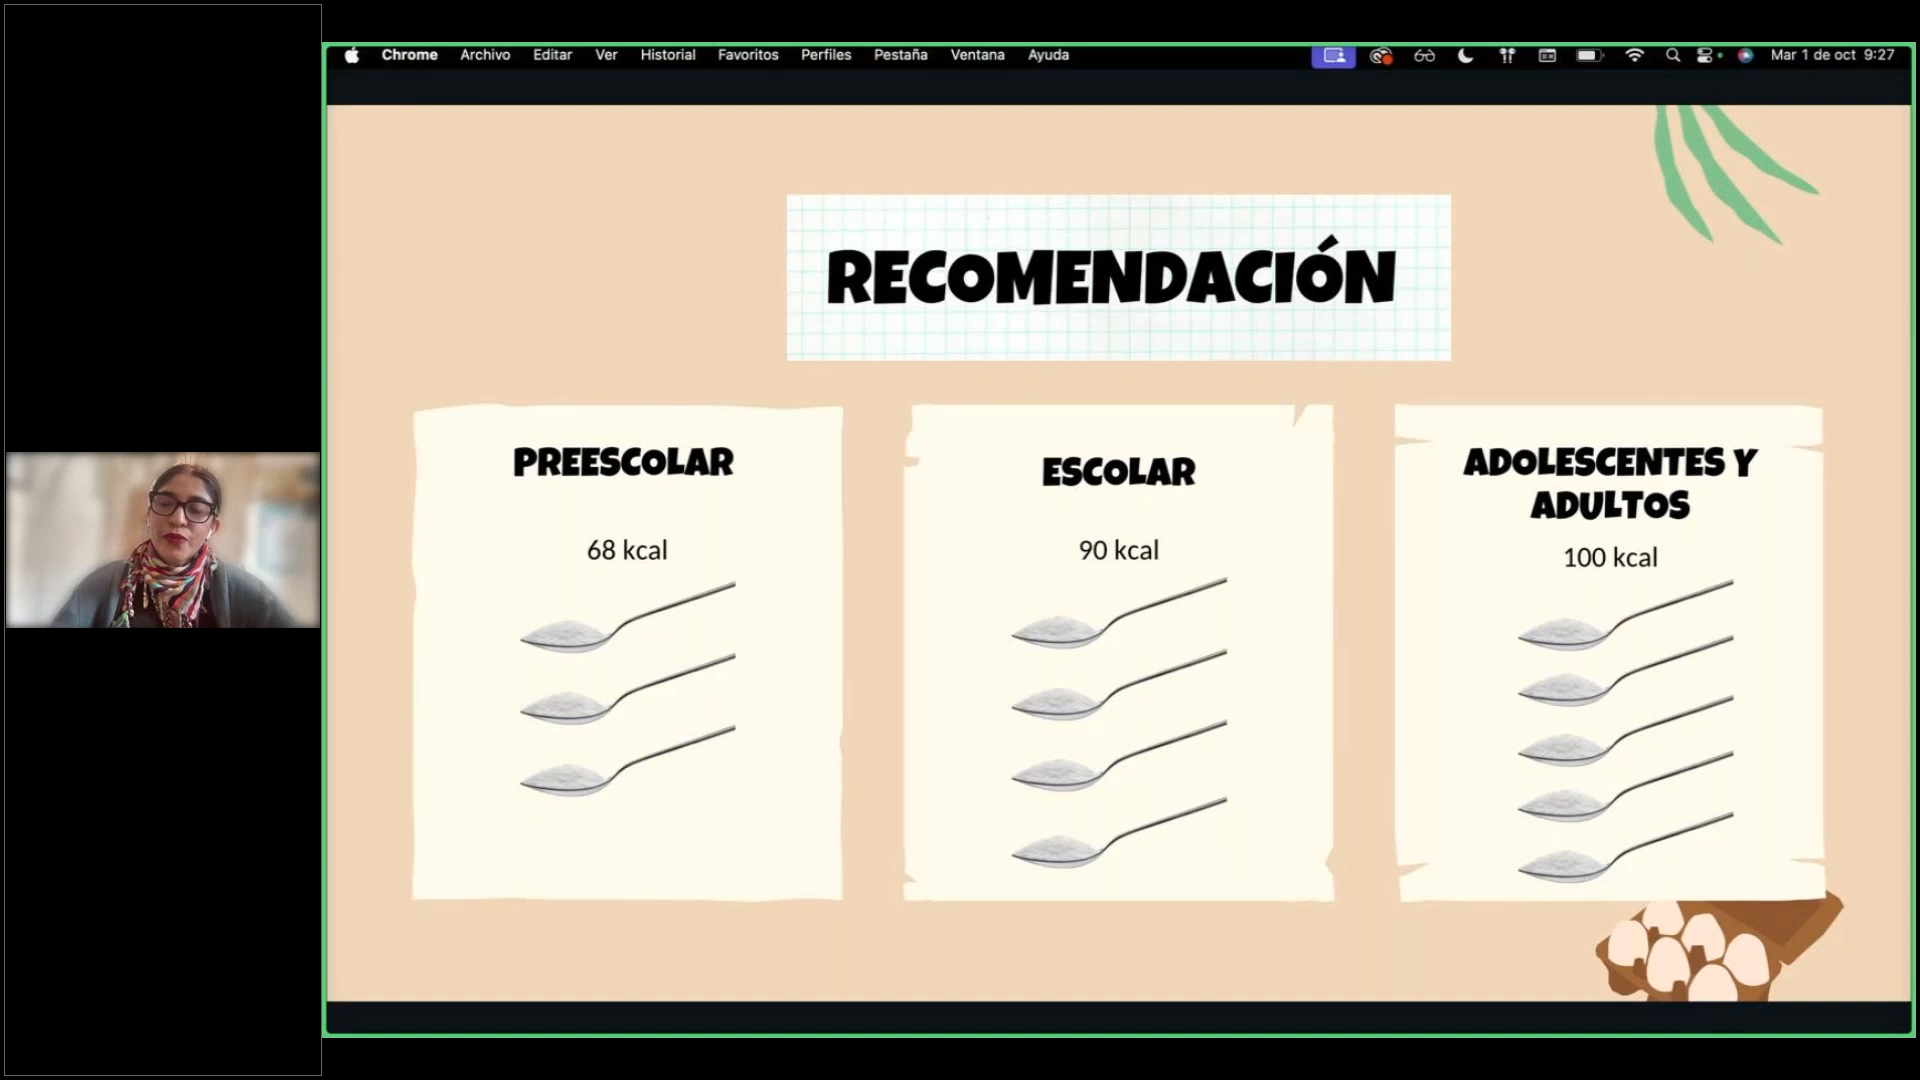 Chrome Archivo Editar Ver Historial Favoritos Perfiles Pestaña Ventana Ayuda Mar 1 de oct 9:27
RECOMENDACIÓN
PREESCOLAR
68 kcal
ESCOLAR
90 kcal
ADOLESCENTES Y
ADULTOS
100 kcal